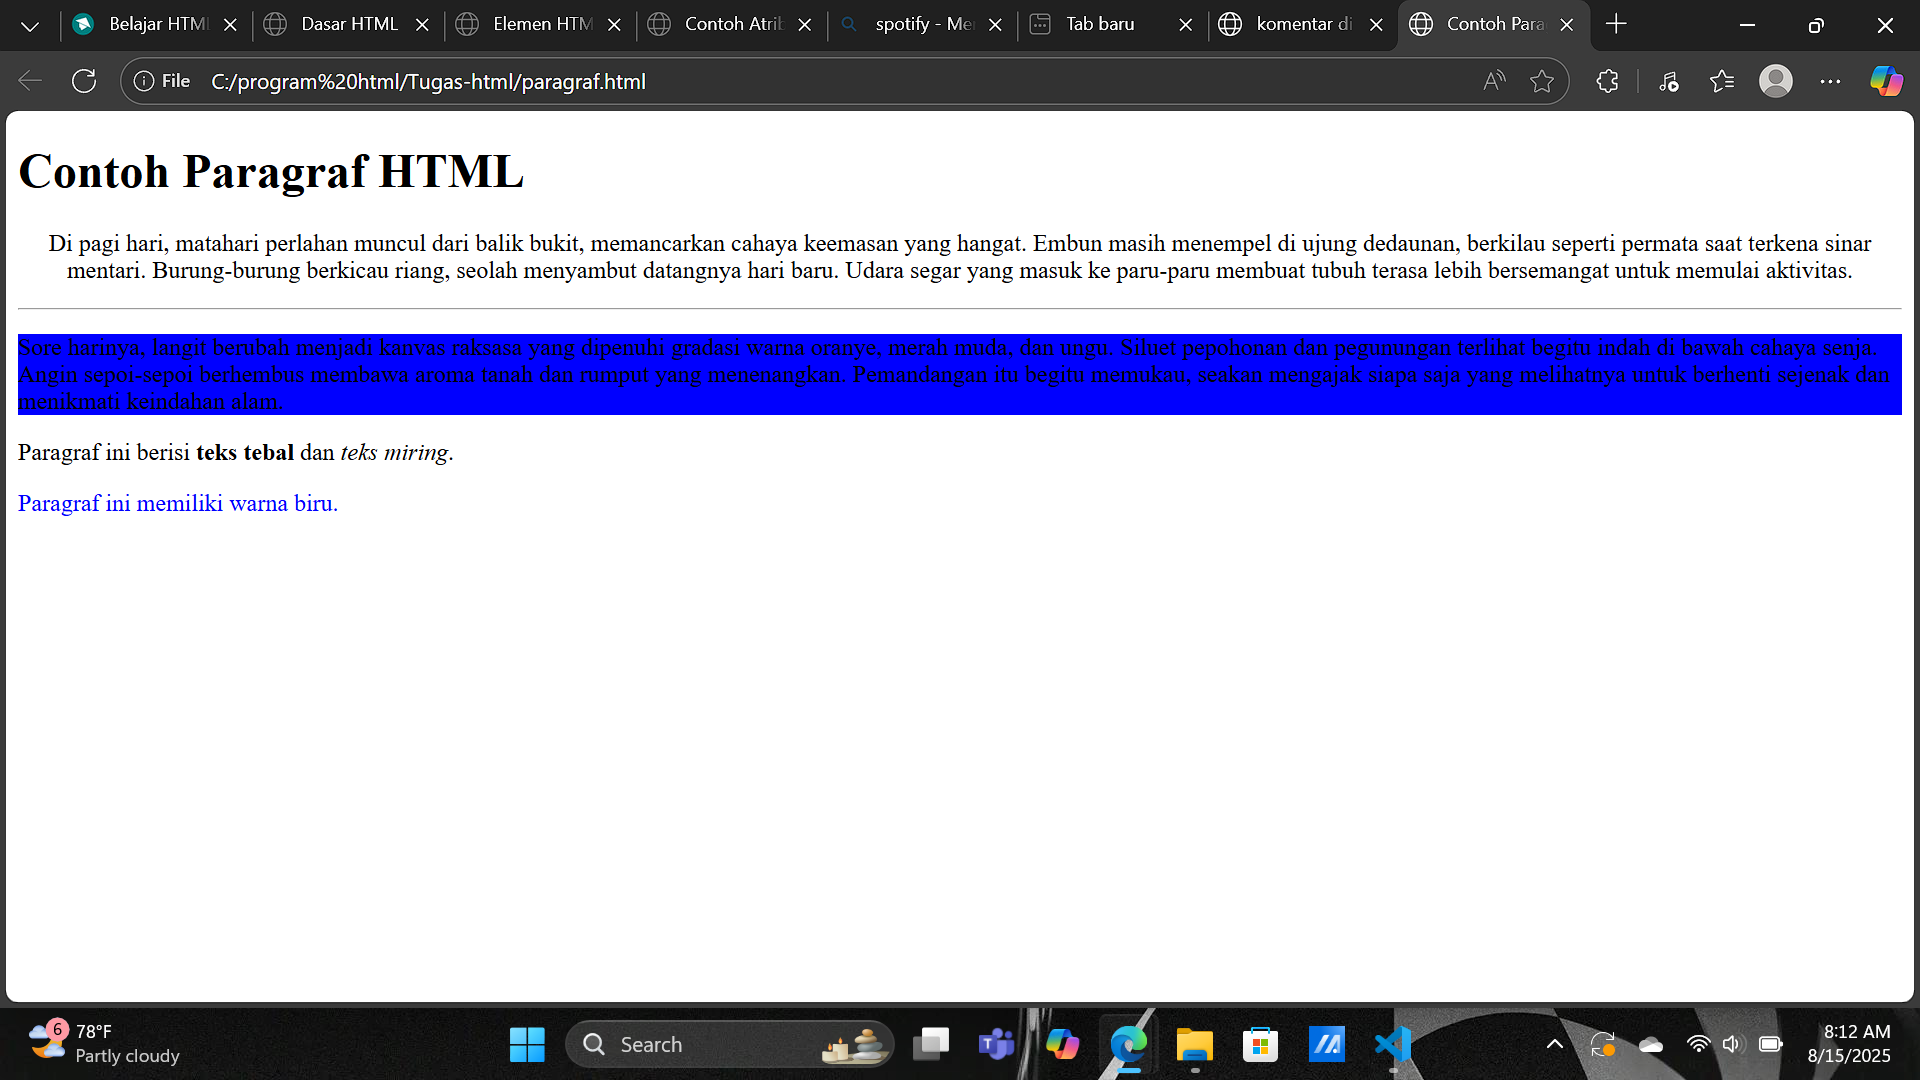 Belajar HTM
Dasar HTML
Elemen HTM
Contoh Atri
spotify - Me
Tab baru
komentar di
Contoh Para
File C:/program%20html/Tugas-html/paragraf.html
Contoh Paragraf HTML
Di pagi hari, matahari perlahan muncul dari balik bukit, memancarkan cahaya keemasan yang hangat. Embun masih menempel di ujung dedaunan, berkilau seperti permata saat terkena sinar
mentari. Burung-burung berkicau riang, seolah menyambut datangnya hari baru. Udara segar yang masuk ke paru-paru membuat tubuh terasa lebih bersemangat untuk memulai aktivitas.
Sore harinya, langit berubah menjadi kanvas raksasa yang dipenuhi gradasi warna oranye, merah muda, dan ungu. Siluet pepohonan dan pegunungan terlihat begitu indah di bawah cahaya senja.
Angin sepoi-sepoi berhembus membawa aroma tanah dan rumput yang menenangkan. Pemandangan itu begitu memukau, seakan mengajak siapa saja yang melihatnya untuk berhenti sejenak dan
menikmati keindahan alam.
Paragraf ini berisi teks tebal dan teks miring.
Paragraf ini memiliki warna biru.
6
78°F
Partly cloudy
Search
8:12 AM
8/15/2025